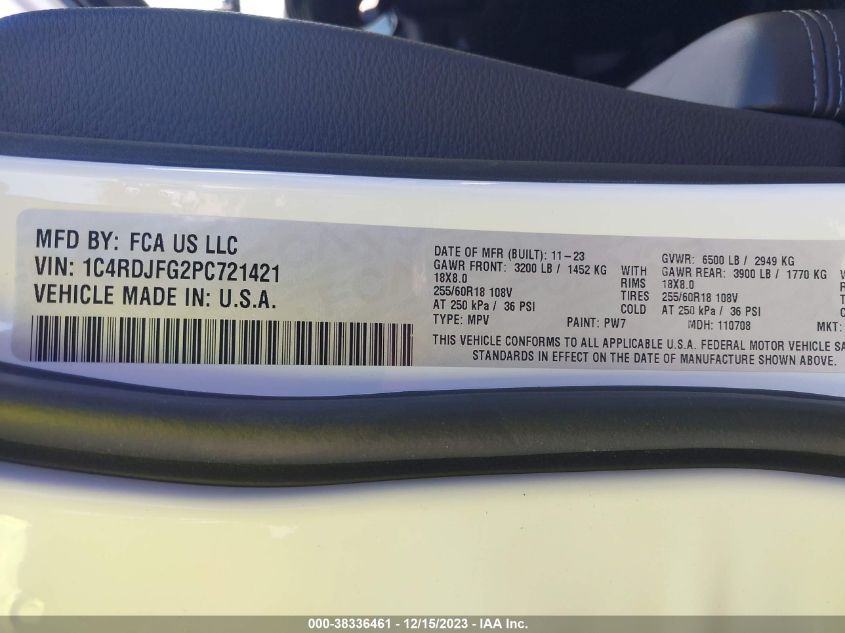 MFD BY: FCA US LLC
VIN: 1C4RDJFG2PC721421
VEHICLE MADE IN: U.S.A.
DATE OF MFR (BUILT): 11-23 GVWR: 6500 LB / 2949 KG
GAWR FRONT: 3200 LB / 1452 KG WITH GAWR REAR: 3900 LB / 1770 KG
18X8.0 RIMS 18X8.0
255/60R18 108V TIRES 255/60R18 108V
AT 250 kPa / 36 PSI COLD AT 250 kPa / 36 PSI
TYPE: MPV PAINT: PW7 MDH: 110708 MKT:
THIS VEHICLE CONFORMS TO ALL APPLICABLE U.S.A. FEDERAL MOTOR VEHICLE SA
STANDARDS IN EFFECT ON THE DATE OF MANUFACTURE SHOWN ABOVE.
000-38336461 - 12/15/2023 - IAA Inc.